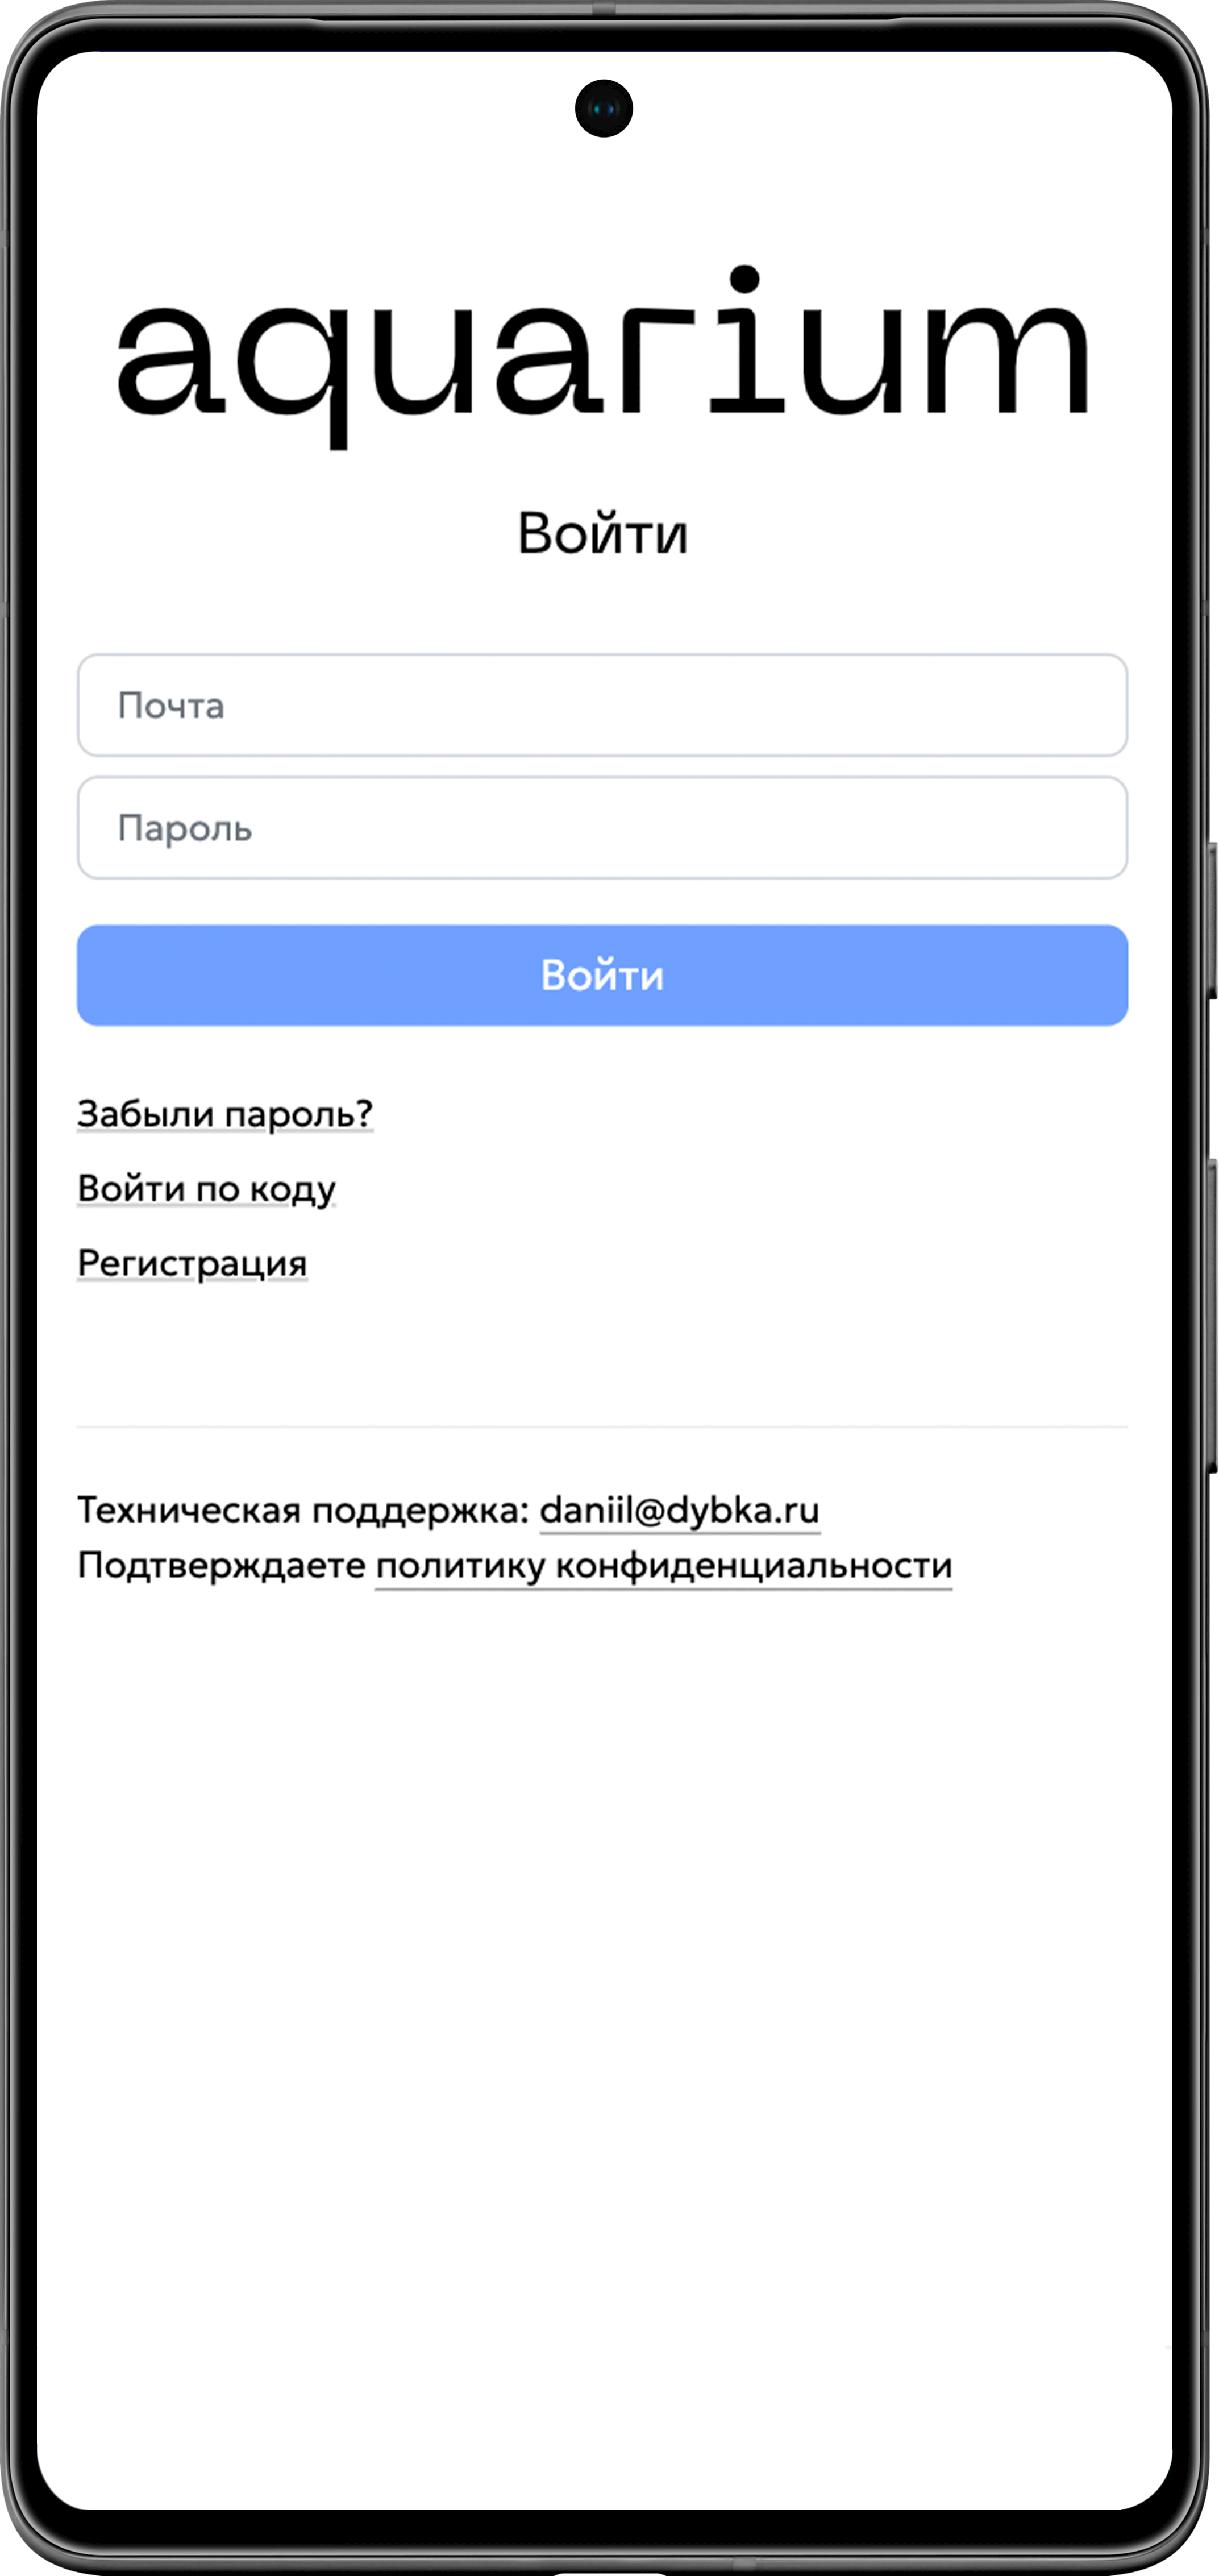 aquarium
Войти
Почта
Пароль
Войти
Забыли пароль?
Войти по коду
Регистрация
Техническая поддержка: daniil@dybka.ru
Подтверждаете политику конфиденциальности